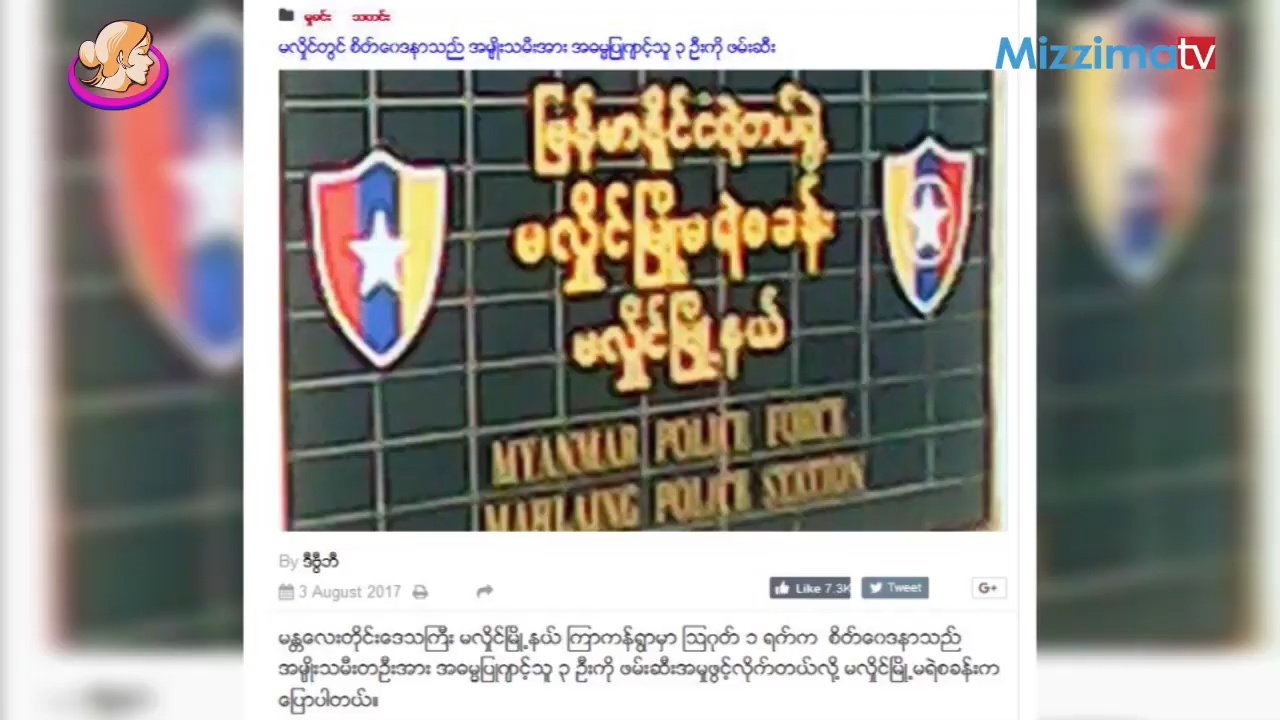 မှုခင်း သတင်း
Mizzimatv
မလှိုင်တွင် စိတ်ဝေဒနာသည် အမျိုးသမီးအား အဓမ္မပြုကျင့်သူ ၃ ဦးကို ဖမ်းဆီး
မြန်မာနိုင်ငံရဲတပ်ဖွဲ့
မလှိုင်မြို့မရဲစခန်း
မလှိုင်မြို့နယ်
MYANMAR POLICE FORCE
MAHLAING POLICE STATION
By ဒီဗွီဘီ
3 August 2017 Like 7.3K Tweet G+
မန္တလေးတိုင်းဒေသကြီး မလှိုင်မြို့နယ် ကြာကန်ရွာမှာ ဩဂုတ် ၁ ရက်က စိတ်ဝေဒနာသည်
အမျိုးသမီးတဦးအား အဓမ္မပြုကျင့်သူ ၃ ဦးကို ဖမ်းဆီးအမှုဖွင့်လိုက်တယ်လို့ မလှိုင်မြို့မရဲစခန်းက
ပြောပါတယ်။